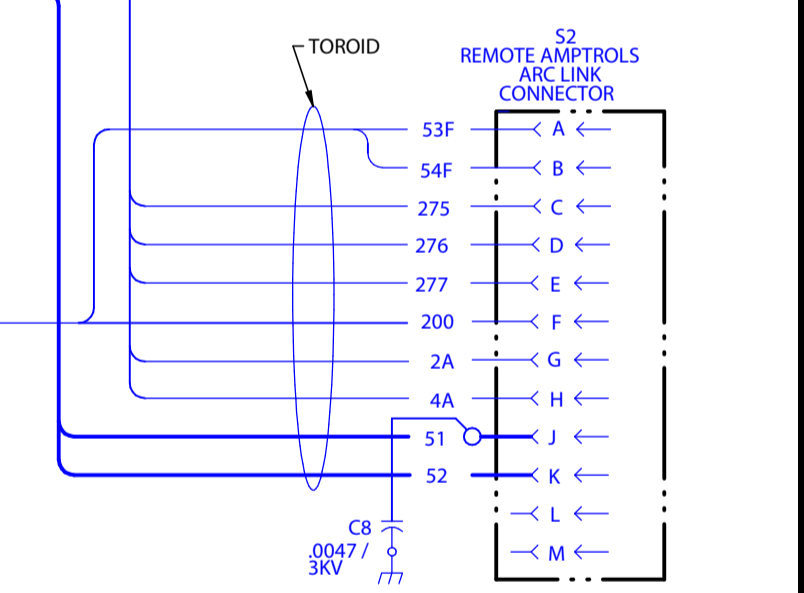 S2
REMOTE AMPTROLS
ARC LINK
CONNECTOR
TOROID
53F A
54F B
275 C
276 D
277 E
200 F
2A G
4A H
51 J
52 K
L
M
C8
.0047 /
3KV